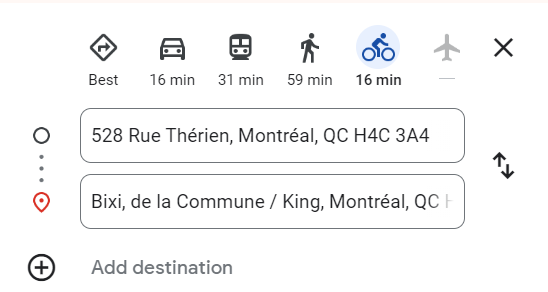 Best 16 min 31 min 59 min 16 min
528 Rue Thérien, Montréal, QC H4C 3A4
Bixi, de la Commune / King, Montréal, QC
Add destination